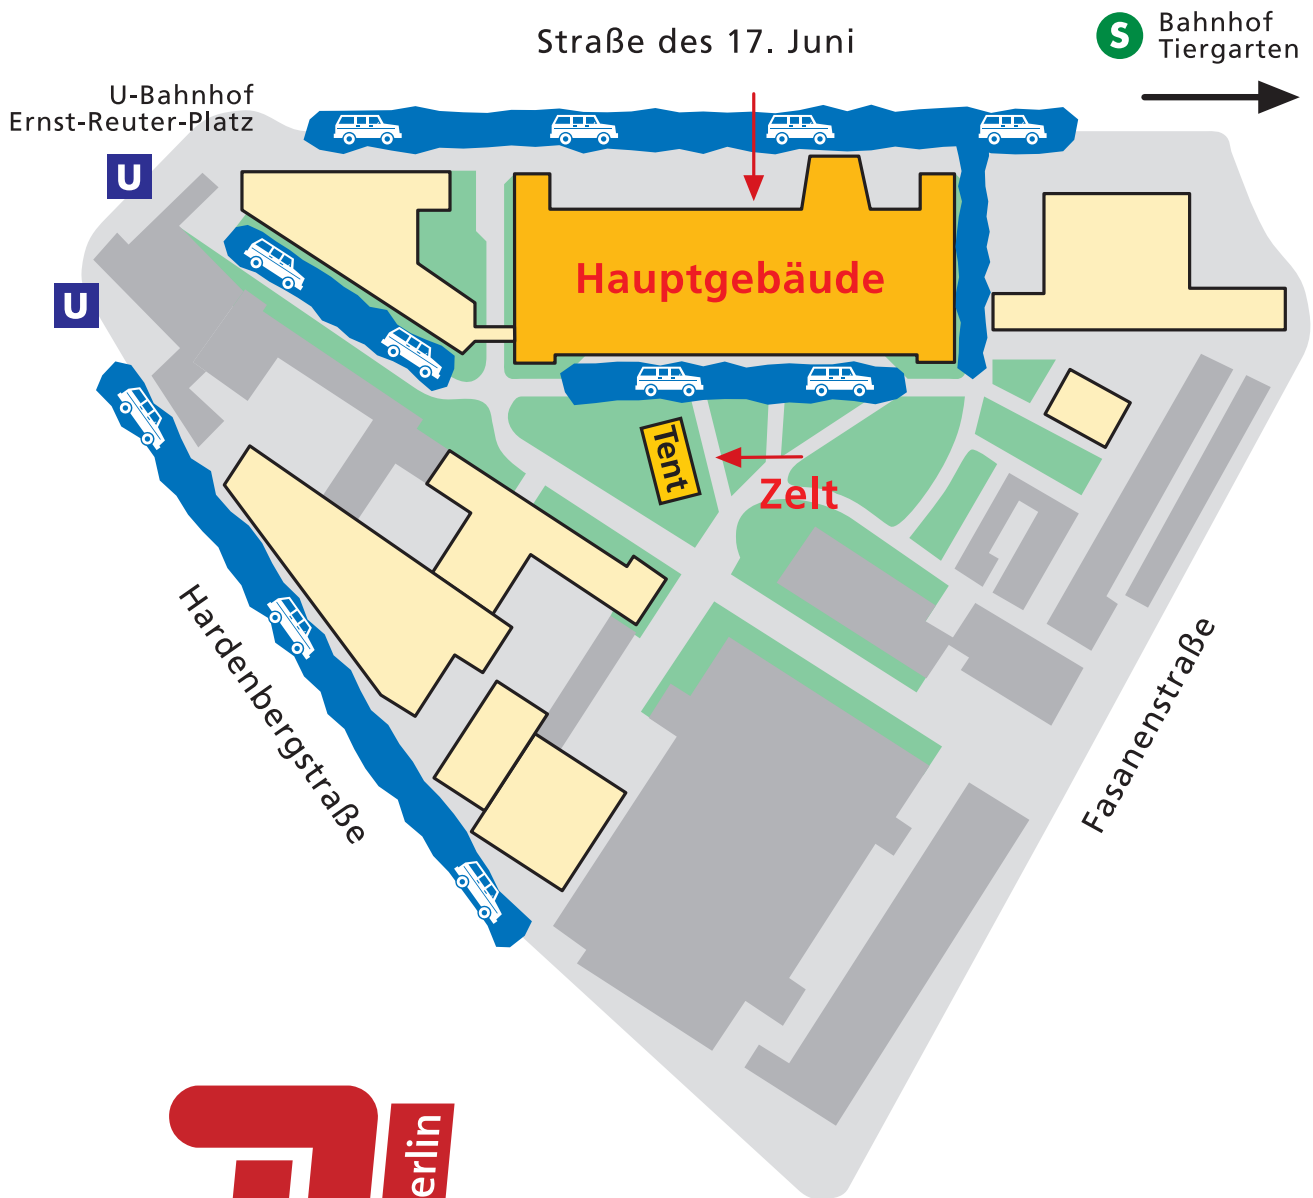 Straße des 17. Juni
S
Bahnhof
Tiergarten
U-Bahnhof
Ernst-Reuter-Platz
U
U
Hauptgebäude
Tent
Zelt
Hardenbergstraße
Fasanenstraße
erlin